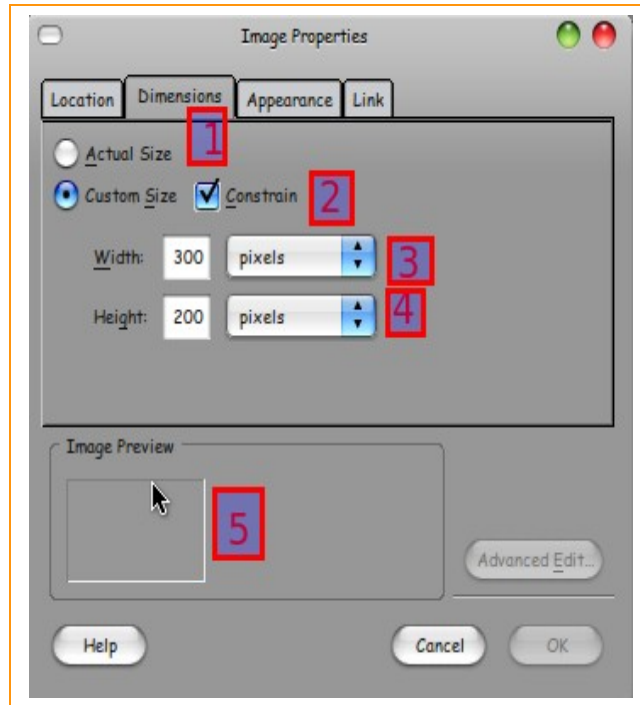 Image Properties
Location Dimensions Appearance Link
1
Actual Size
Custom Size Constrain 2
Width: 300 pixels 3
Height: 200 pixels 4
Image Preview
5
Advanced Edit...
Help Cancel OK